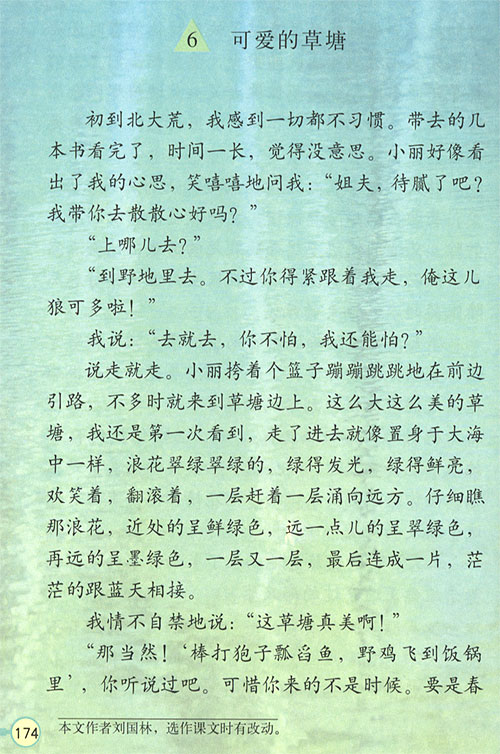 6 可爱的草塘
初到北大荒，我感到一切都不习惯。带去的几
本书看完了，时间一长，觉得没意思。小丽好像看
出了我的心思，笑嘻嘻地问我：“姐夫，待腻了吧？
我带你去散散心好吗？”
“上哪儿去？”
“到野地里去。不过你得紧跟着我走，俺这儿
狼可多啦！”
我说：“去就去，你不怕，我还能怕？”
说走就走。小丽挎着个篮子蹦蹦跳跳地在前边
引路，不多时就来到草塘边上。这么大这么美的草
塘，我还是第一次看到，走了进去就像置身于大海
中一样，浪花翠绿翠绿的，绿得发光，绿得鲜亮，
欢笑着，翻滚着，一层赶着一层涌向远方。仔细瞧
那浪花，近处的呈鲜绿色，远一点儿的呈翠绿色，
再远的呈墨绿色，一层又一层，最后连成一片，茫
茫的跟蓝天相接。
我情不自禁地说：“这草塘真美啊！”
“那当然！‘棒打狍子瓢舀鱼，野鸡飞到饭锅
里’，你听说过吧。可惜你来的不是时候。要是春
本文作者刘国林，选作课文时有改动。
174